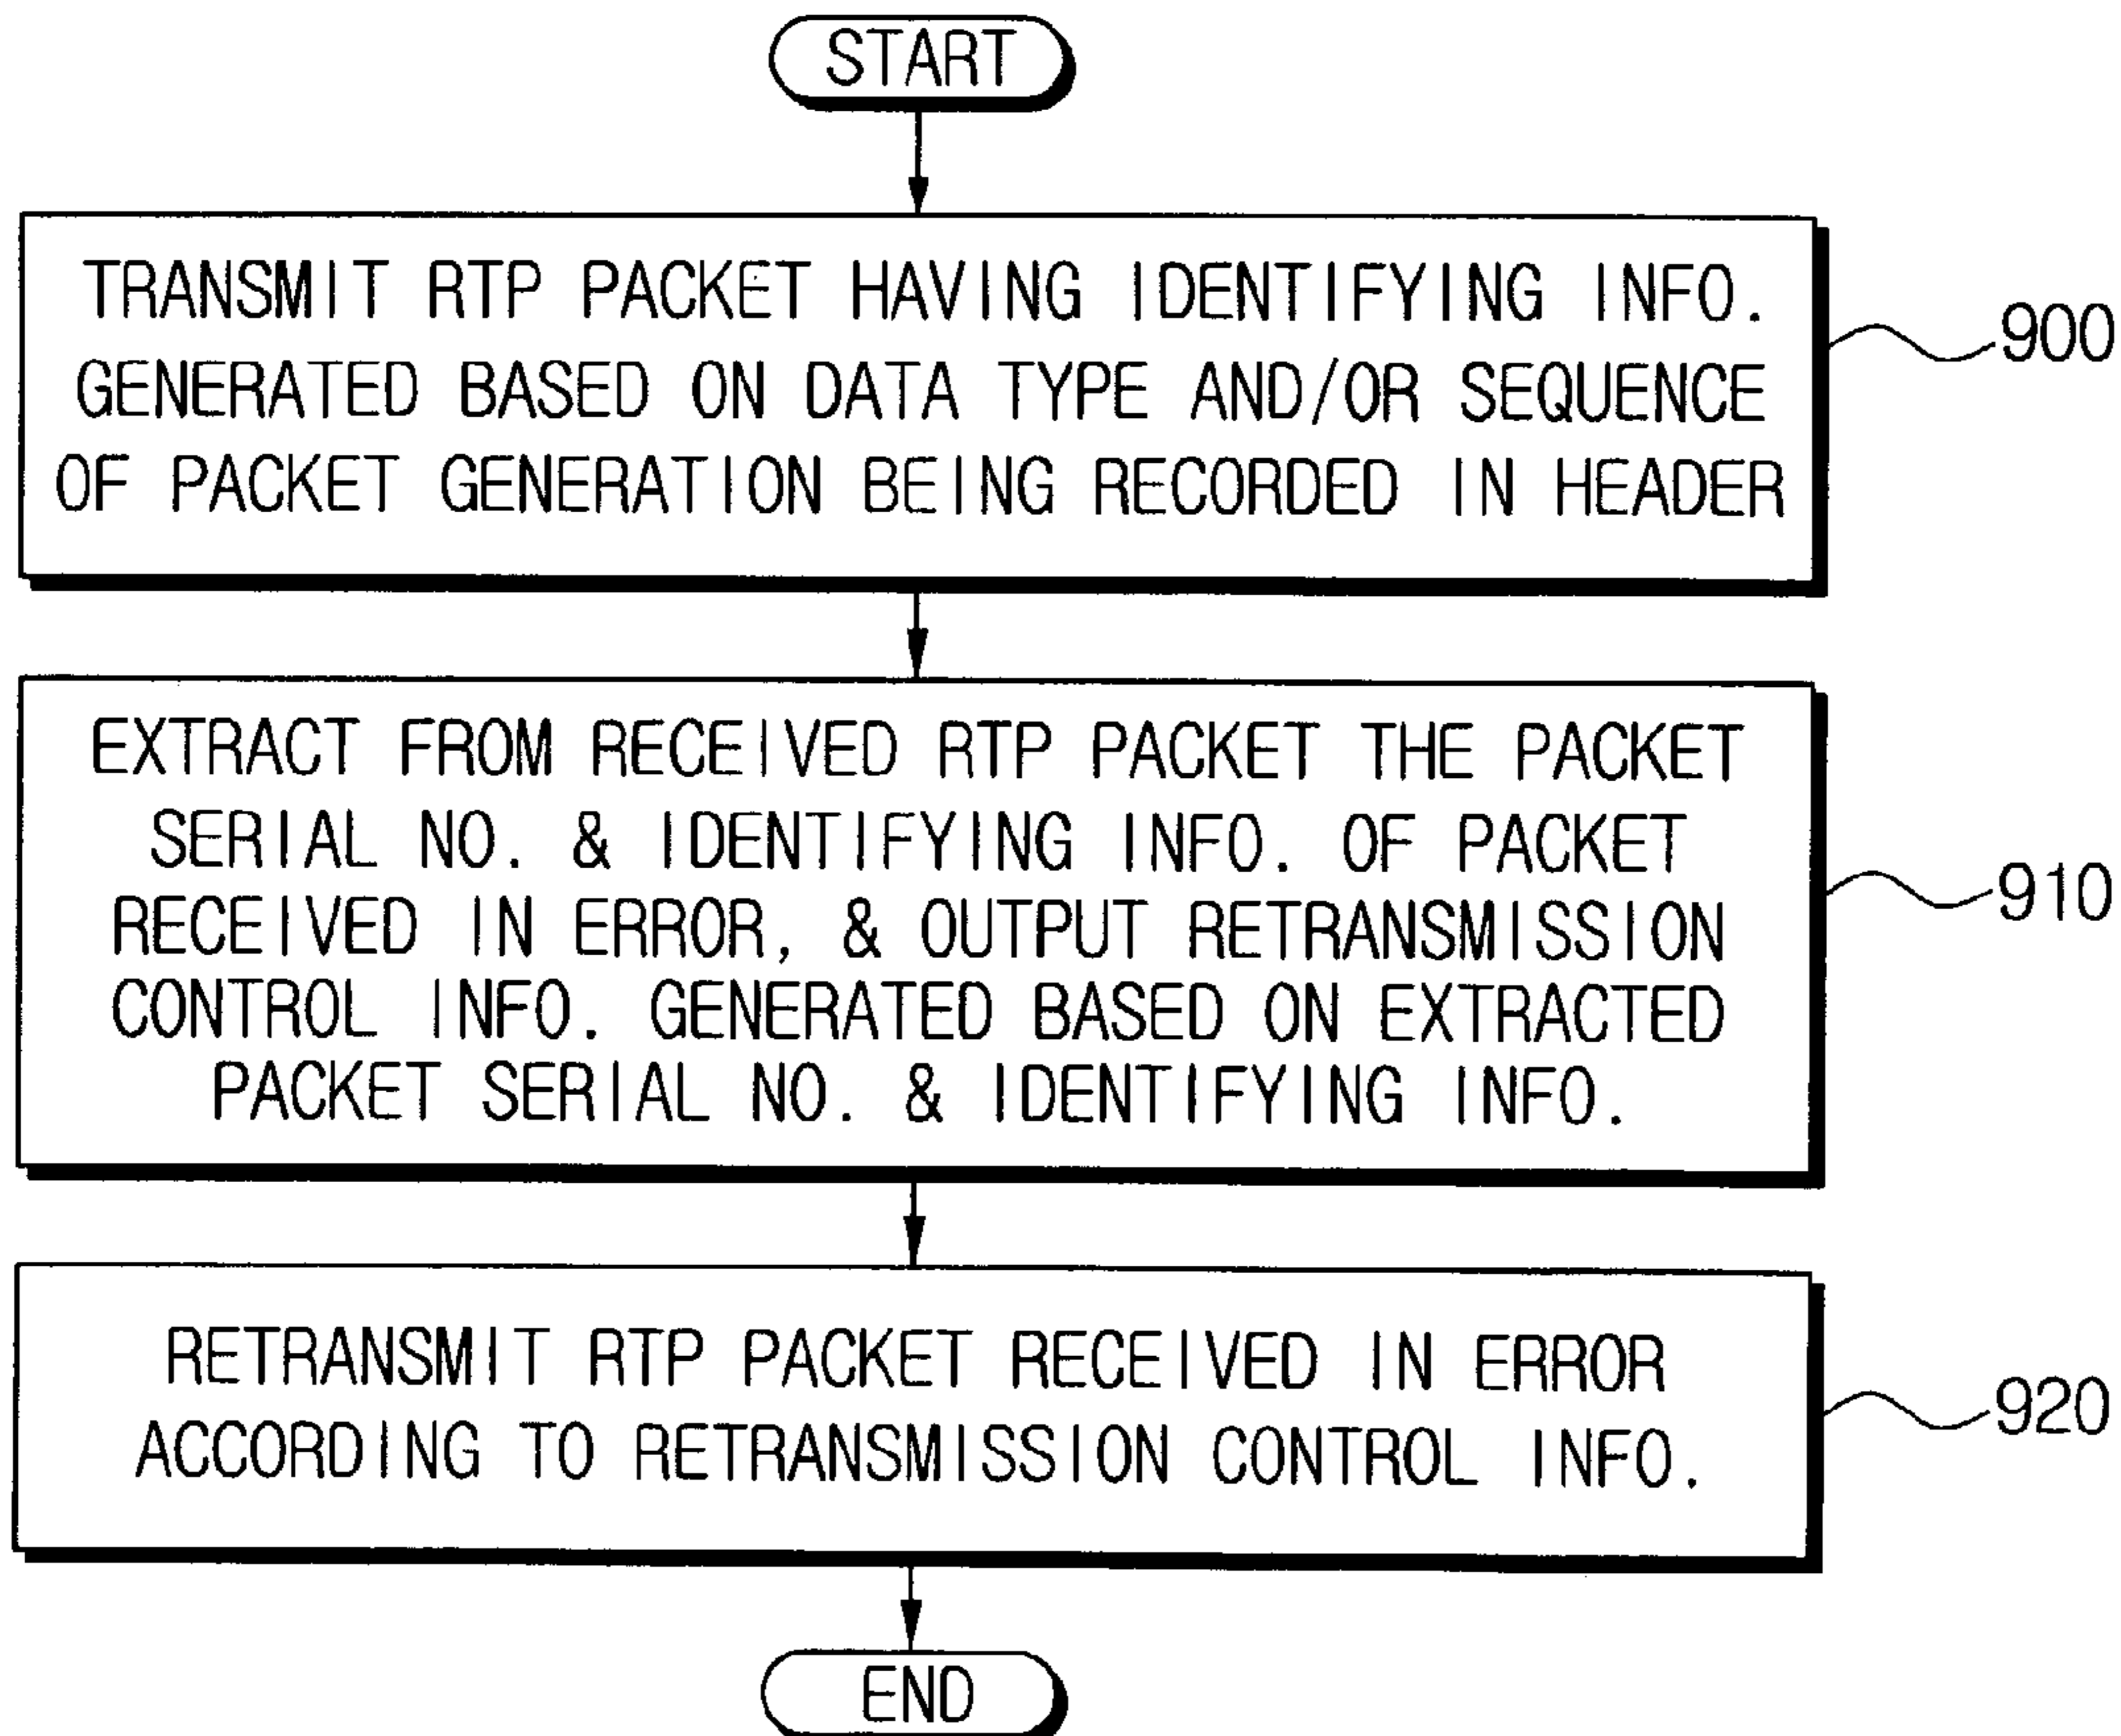 START
TRANSMIT RTP PACKET HAVING IDENTIFYING INFO.
GENERATED BASED ON DATA TYPE AND/OR SEQUENCE
OF PACKET GENERATION BEING RECORDED IN HEADER
900
EXTRACT FROM RECEIVED RTP PACKET THE PACKET
SERIAL NO. & IDENTIFYING INFO. OF PACKET
RECEIVED IN ERROR, & OUTPUT RETRANSMISSION
CONTROL INFO. GENERATED BASED ON EXTRACTED
PACKET SERIAL NO. & IDENTIFYING INFO.
910
RETRANSMIT RTP PACKET RECEIVED IN ERROR
ACCORDING TO RETRANSMISSION CONTROL INFO.
920
END